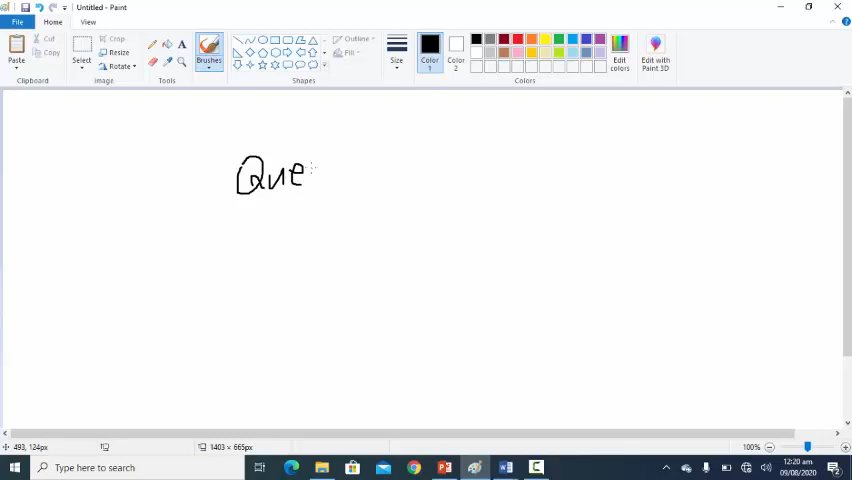 Untitled - Paint
File
Home
View
Paste
Cut
Copy
Clipboard
Select
Crop
Resize
Rotate
Image
A
Tools
Brushes
Outline
Fill
Shapes
Size
Color 1
Color 2
Edit colors
Edit with Paint 3D
Colors
Que
493, 124px
1403 × 665px
100%
Type here to search
12:20 am
09/08/2020
2